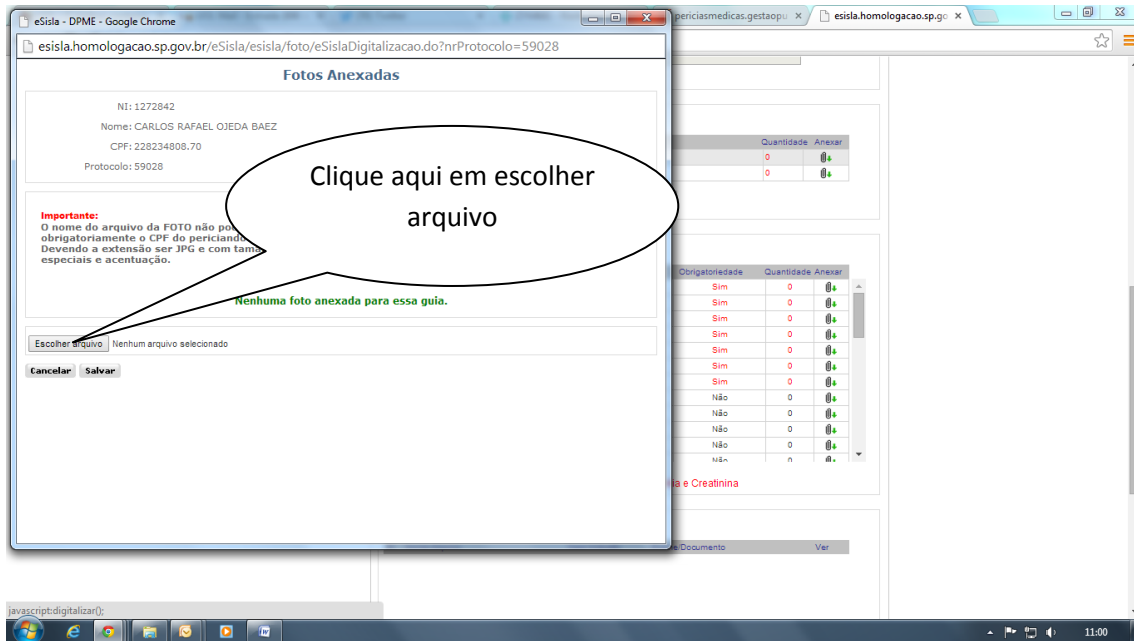 eSisla - DPME - Google Chrome
periciasmedicas.gestaopu
esisla.homologacao.sp.go
esisla.homologacao.sp.gov.br/eSisla/esisla/foto/eSislaDigitalizacao.do?nrProtocolo=59028
Fotos Anexadas
NI: 1272842
Nome: CARLOS RAFAEL OJEDA BAEZ
CPF: 228234808.70
Protocolo: 59028
Clique aqui em escolher
arquivo
Importante:
O nome do arquivo da FOTO não
obrigatoriamente o CPF do periciando
Devendo a extensão ser JPG e com
especiais e acentuação.
Nenhuma foto anexada para essa guia.
Escolher arquivo Nenhum arquivo selecionado
Cancelar Salvar
Quantidade Anexar
0
0
Obrigatoriedade Quantidade Anexar
Sim 0
Sim 0
Sim 0
Sim 0
Sim 0
Sim 0
Sim 0
Não 0
Não 0
Não 0
Não 0
Não 0
e Creatinina
/Documento Ver
javascript:digitalizar();
11:00